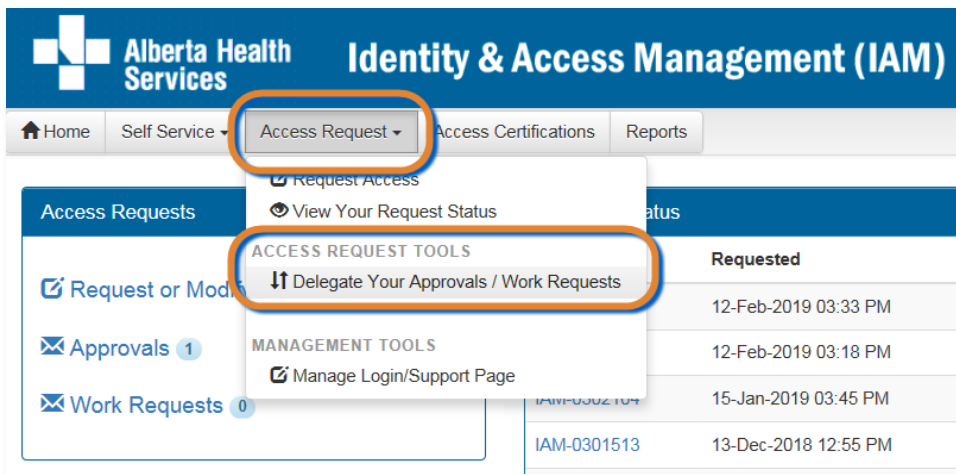 Alberta Health
Services
Identity & Access Management (IAM)
Home Self Service Access Request Access Certifications Reports
Request Access
View Your Request Status
ACCESS REQUEST TOOLS
Delegate Your Approvals / Work Requests
MANAGEMENT TOOLS
Manage Login/Support Page
Access Requests
Request or Modi
Approvals 1
Work Requests 0
atus
Requested
12-Feb-2019 03:33 PM
12-Feb-2019 03:18 PM
IAM-0302104 15-Jan-2019 03:45 PM
IAM-0301513 13-Dec-2018 12:55 PM